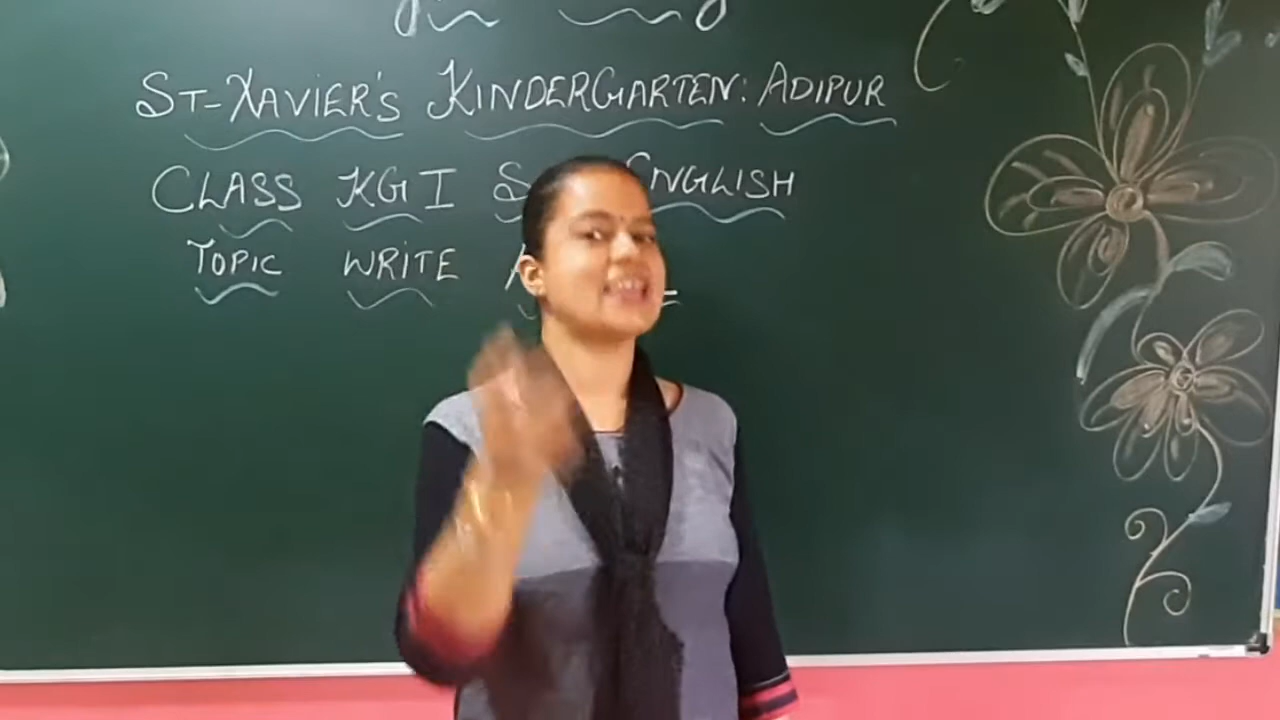 ST-XAVIER'S KINDERGARTEN: ADIPUR
CLASS KG I ENGLISH
TOPIC WRITE